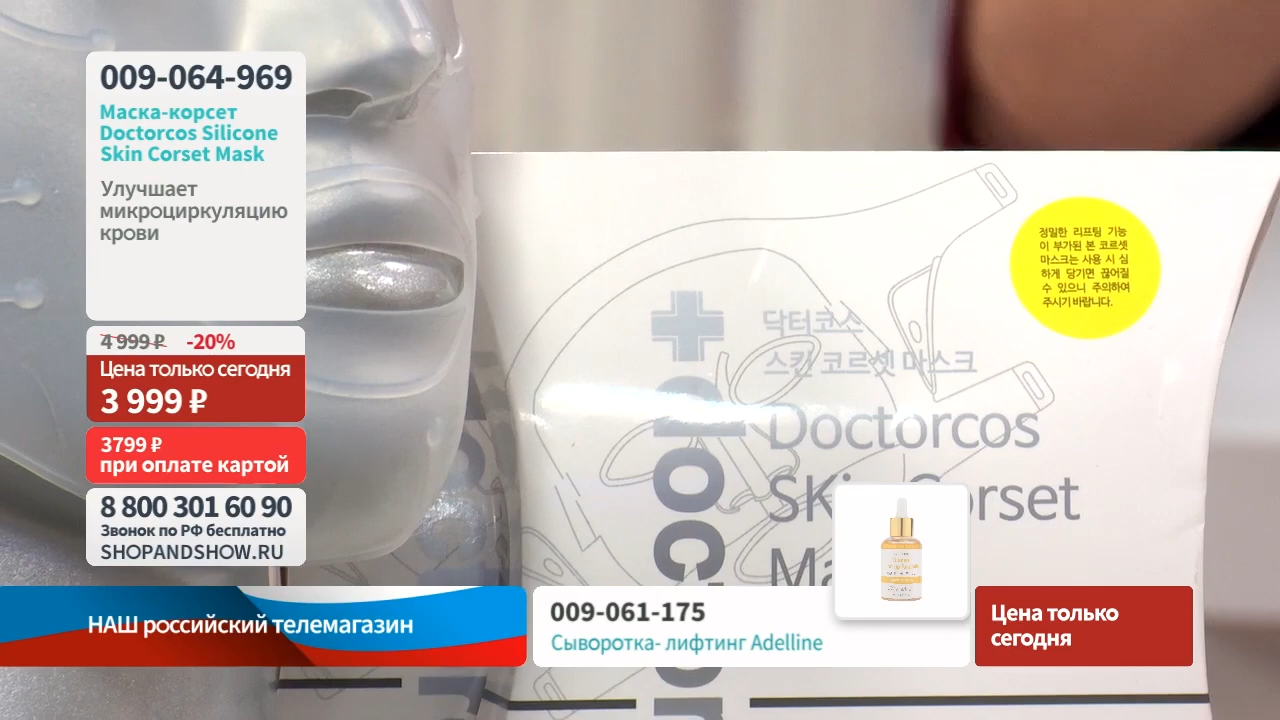 009-064-969
Маска-корсет
Doctorcos Silicone
Skin Corset Mask
Улучшает
микроциркуляцию
крови
4 999 ₽ -20%
Цена только сегодня
3 999 ₽
3799 ₽
при оплате картой
8 800 301 60 90
Звонок по РФ бесплатно
SHOPANDSHOW.RU
정밀한 리프팅 기능
이 부가된 본 코르셋
마스크는 사용 시 심
하게 당기면 끊어질
수 있으니 주의하여
주시기 바랍니다.
닥터코스
스킨 코르셋 마스크
Doctorcos
НАШ российский телемагазин
009-061-175
Сыворотка- лифтинг Adelline
Цена только
сегодня